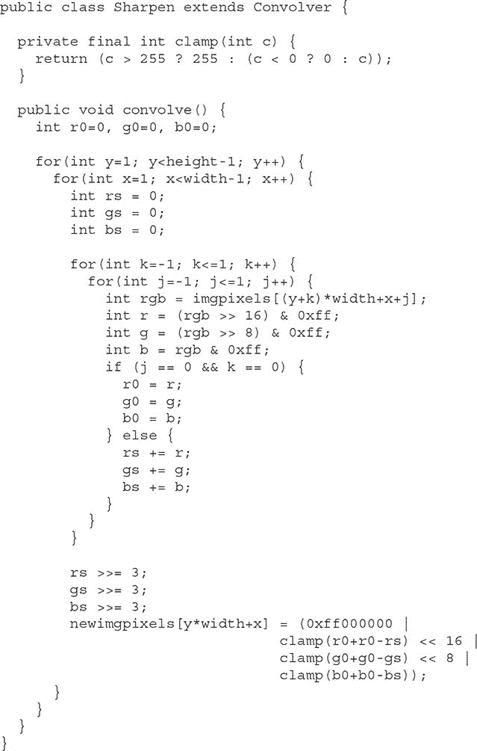 public class Sharpen extends Convolver {
private final int clamp(int c) {
return (c > 255 ? 255 : (c < 0 ? 0 : c));
}
public void convolve() {
int r0=0, g0=0, b0=0;
for(int y=1; y<height-1; y++) {
for(int x=1; x<width-1; x++) {
int rs = 0;
int gs = 0;
int bs = 0;
for(int k=-1; k<=1; k++) {
for(int j=-1; j<=1; j++) {
int rgb = imgpixels[(y+k)*width+x+j];
int r = (rgb >> 16) & 0xff;
int g = (rgb >> 8) & 0xff;
int b = rgb & 0xff;
if (j == 0 && k == 0) {
r0 = r;
g0 = g;
b0 = b;
} else {
rs += r;
gs += g;
bs += b;
}
}
}
rs >>= 3;
gs >>= 3;
bs >>= 3;
newimgpixels[y*width+x] = (0xff000000 |
clamp(r0+r0-rs) << 16 |
clamp(g0+g0-gs) << 8 |
clamp(b0+b0-bs));
}
}
}
}